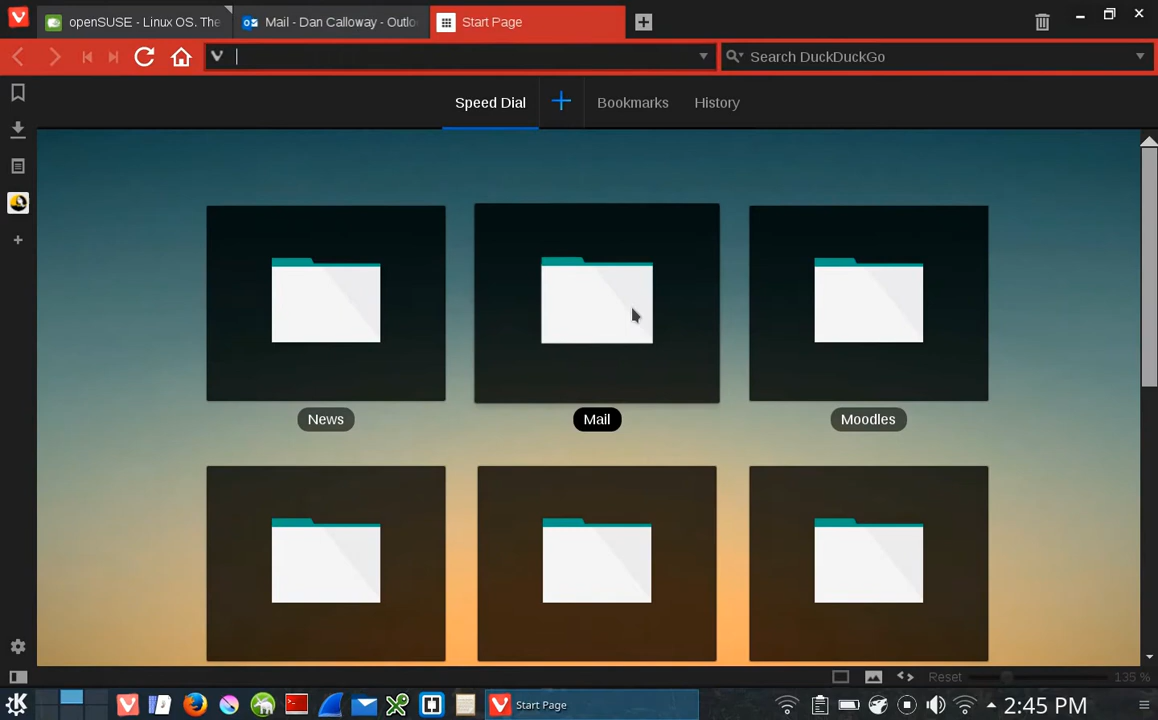 openSUSE - Linux OS. The
Mail - Dan Calloway - Outlo
Start Page
Search DuckDuckGo
Speed Dial
Bookmarks
History
News
Mail
Moodles
Reset
135 %
Start Page
2:45 PM